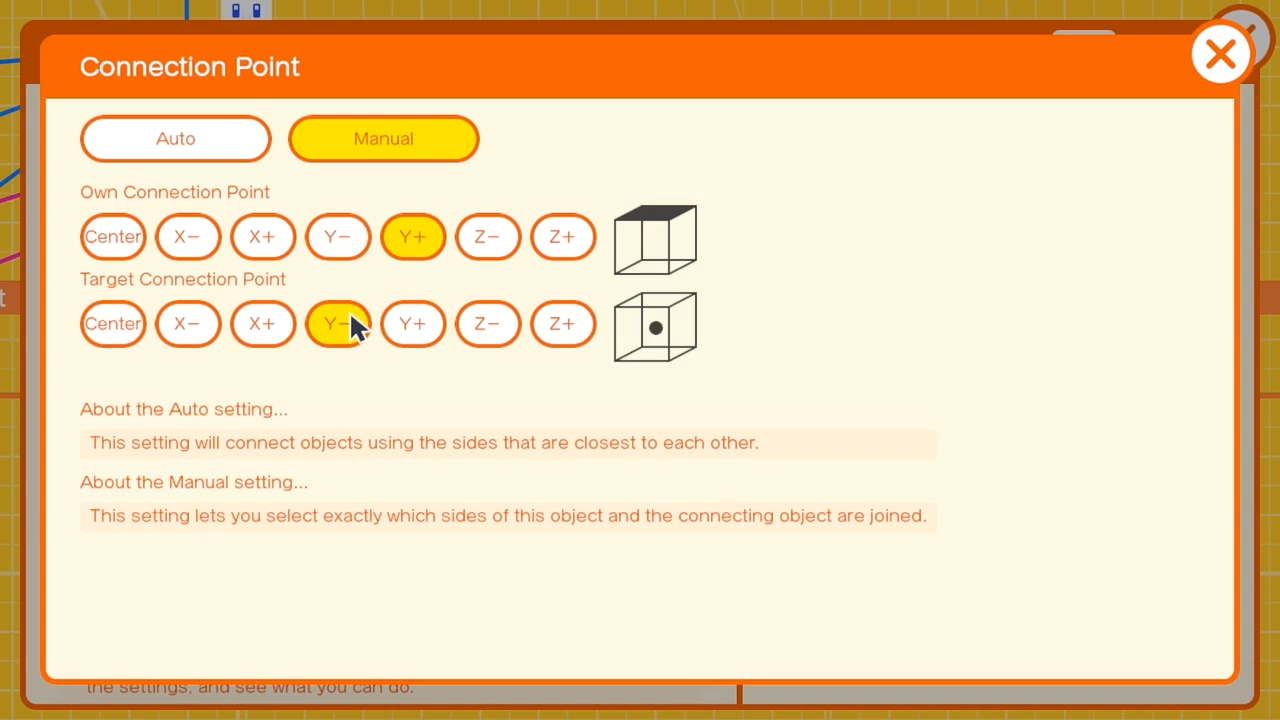 Connection Point
Auto Manual
Own Connection Point
Center X− X+ Y− Y+ Z− Z+
Target Connection Point
Center X− X+ Y− Y+ Z− Z+
About the Auto setting...
This setting will connect objects using the sides that are closest to each other.
About the Manual setting...
This setting lets you select exactly which sides of this object and the connecting object are joined.
the settings, and see what you can do.